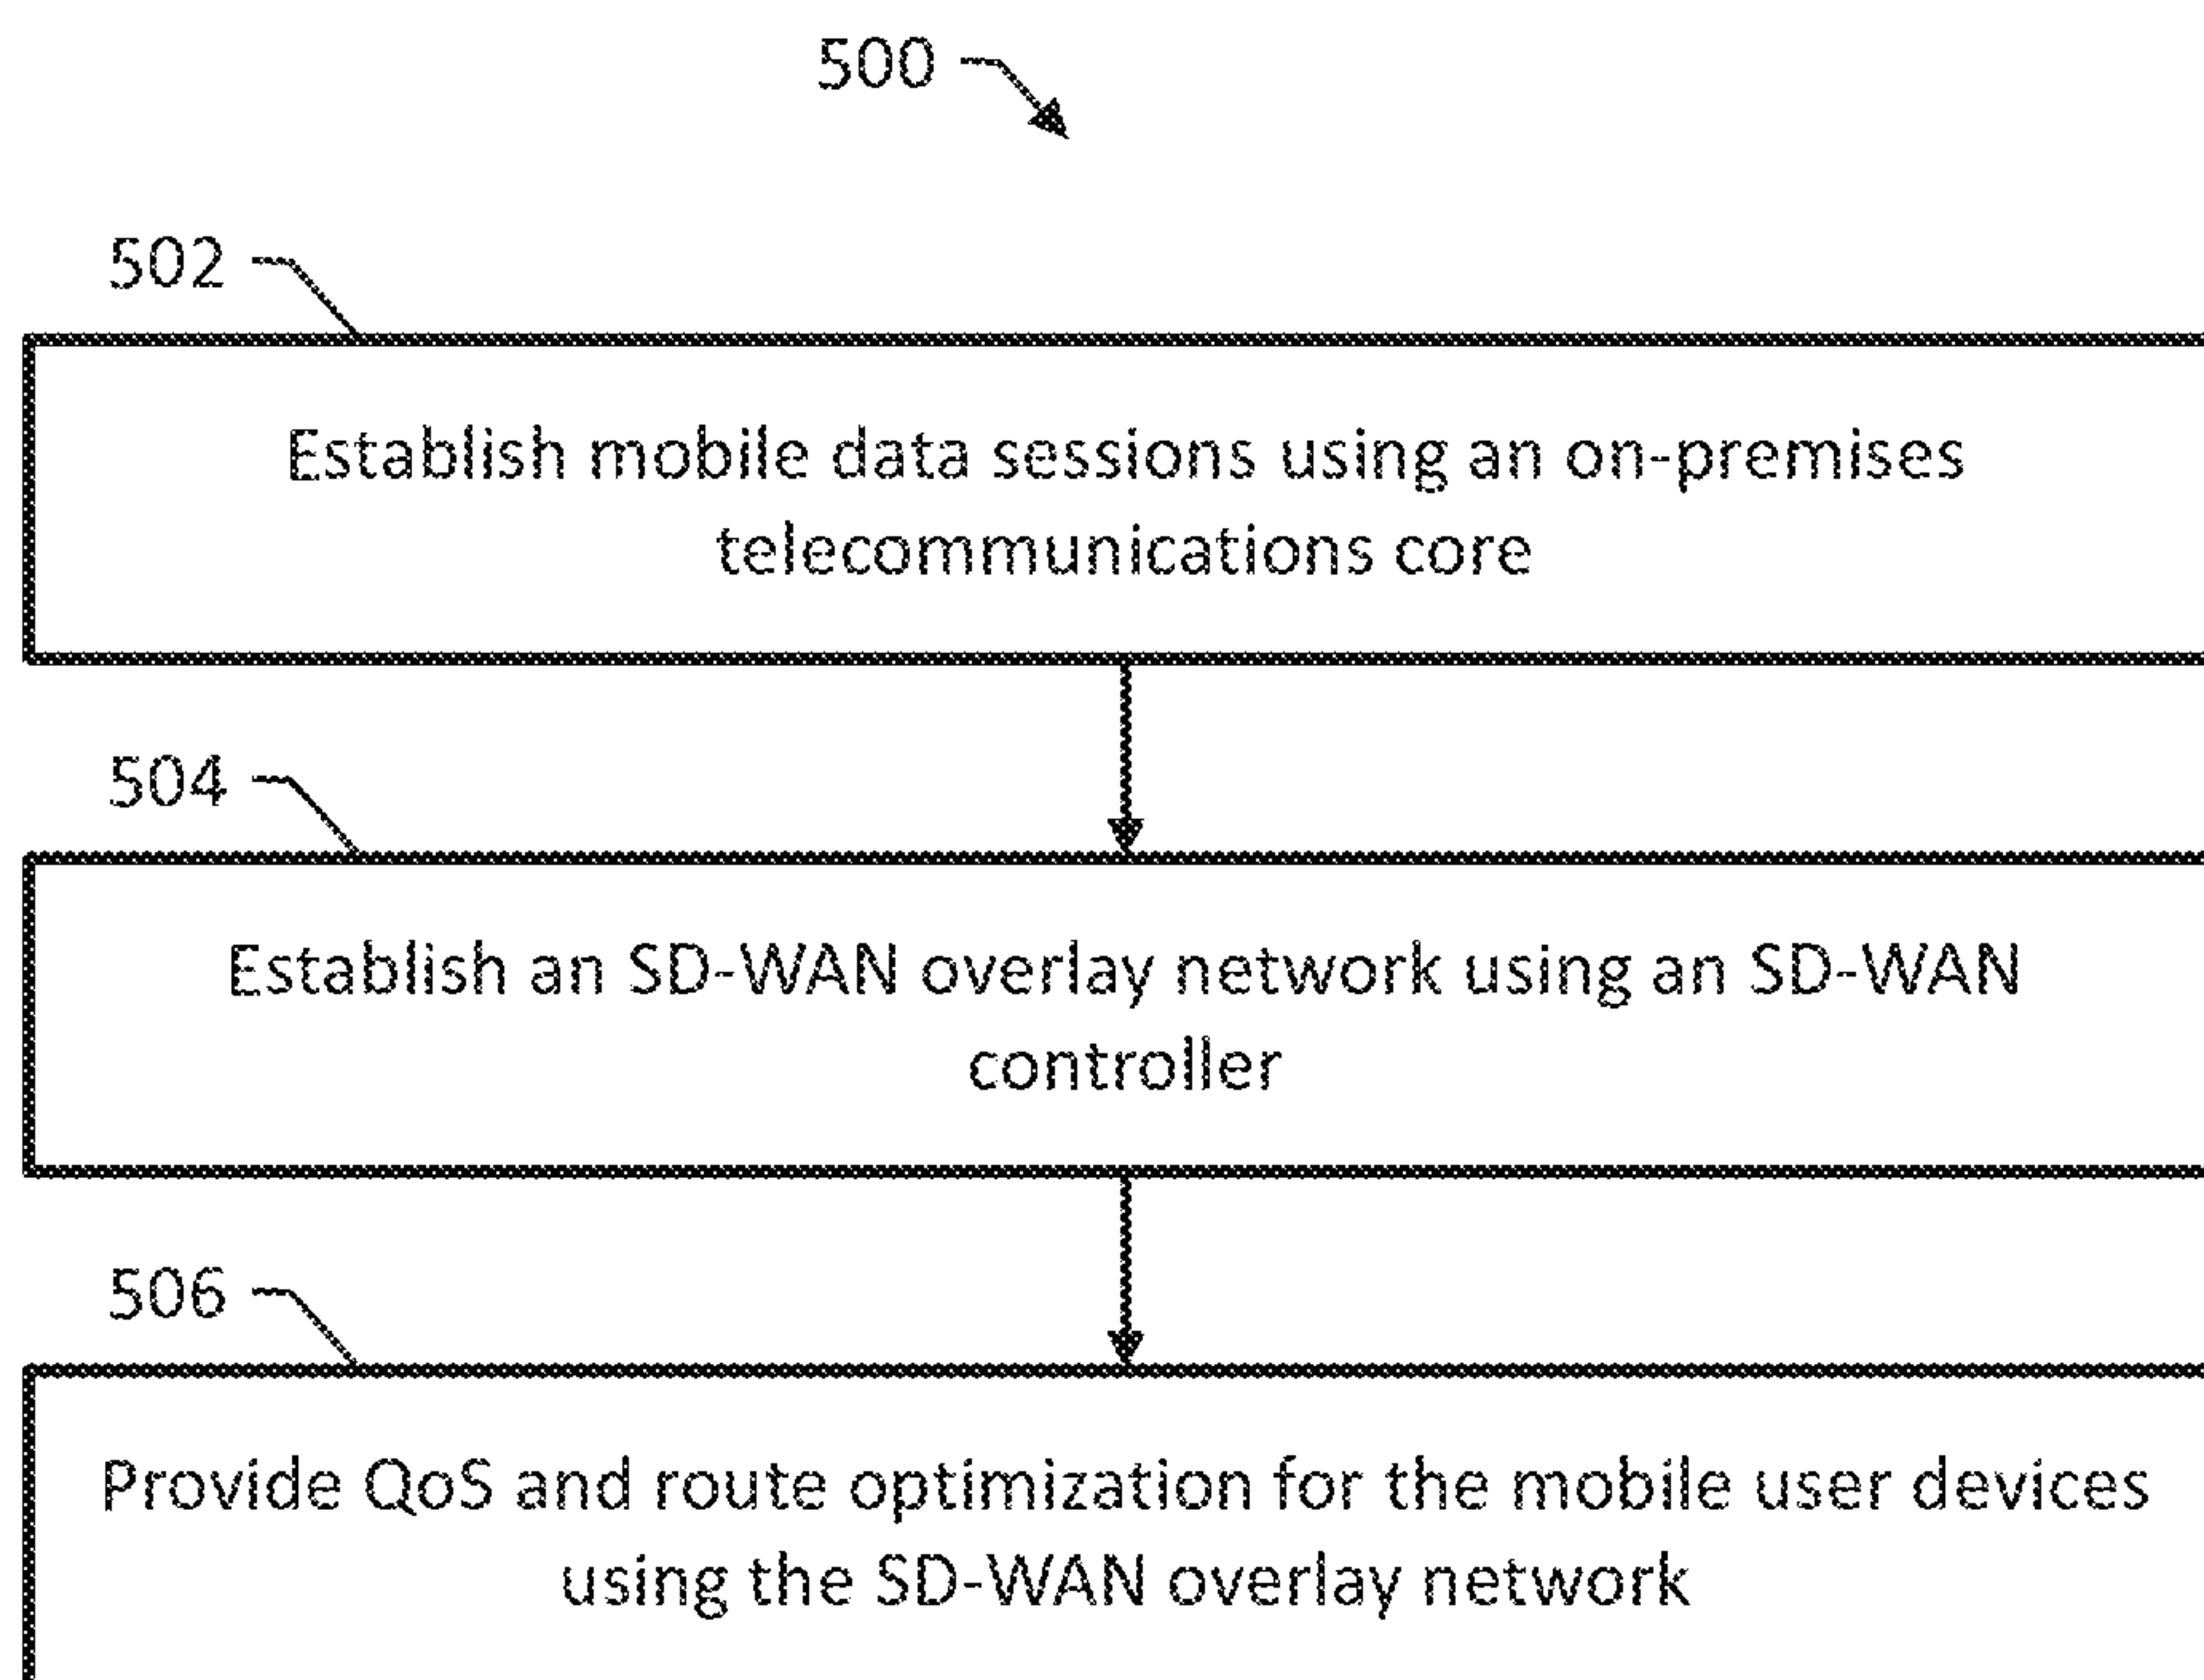 500
502
Establish mobile data sessions using an on-premises
telecommunications core
504
Establish an SD-WAN overlay network using an SD-WAN
controller
506
Provide QoS and route optimization for the mobile user devices
using the SD-WAN overlay network